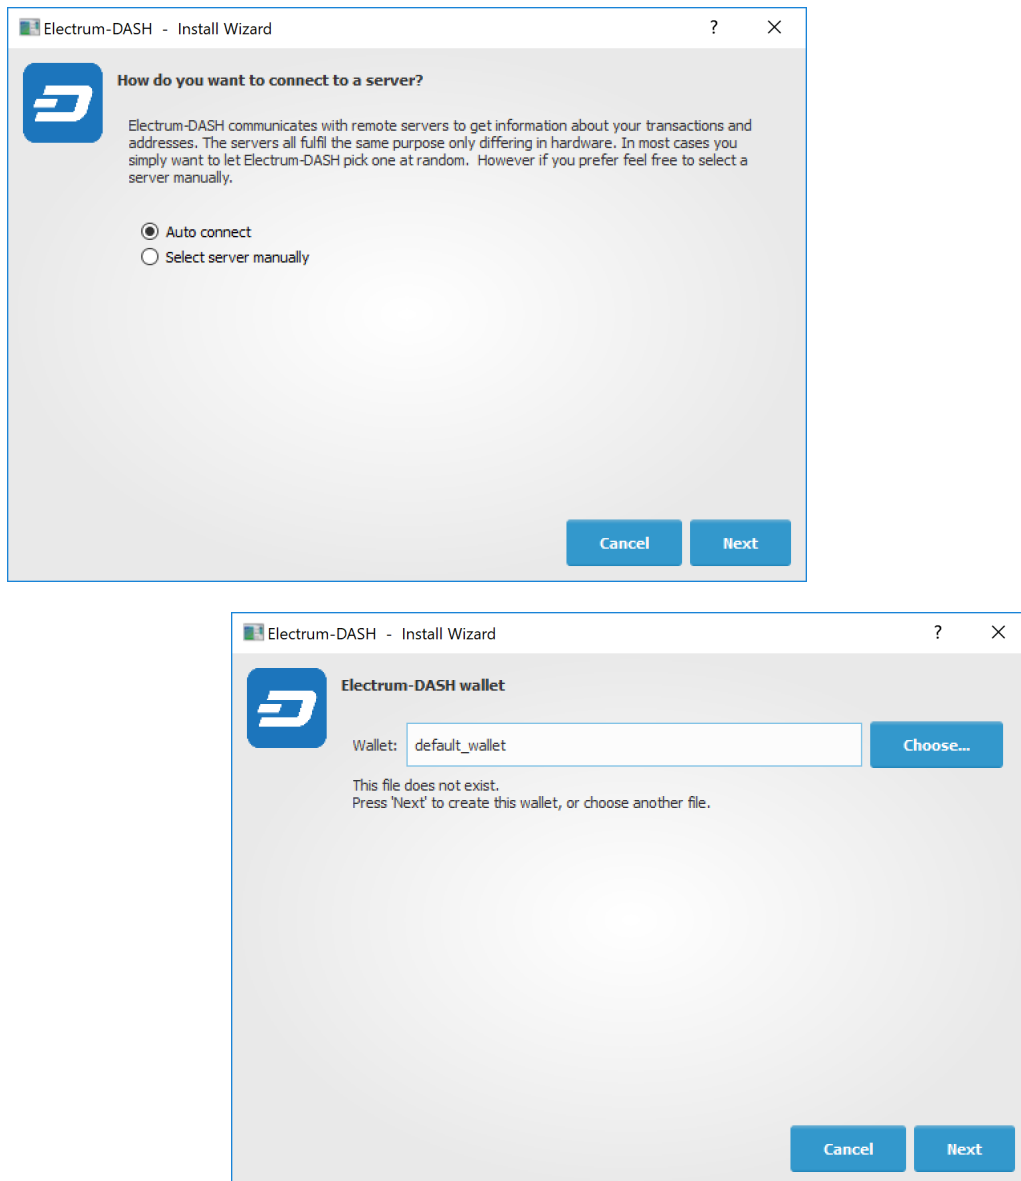 Electrum-DASH  -  Install Wizard
?
How do you want to connect to a server?
Electrum-DASH communicates with remote servers to get information about your transactions and
addresses. The servers all fulfil the same purpose only differing in hardware. In most cases you
simply want to let Electrum-DASH pick one at random.  However if you prefer feel free to select a
server manually.
Auto connect
Select server manually
Cancel
Next
Electrum-DASH  -  Install Wizard
?
Electrum-DASH wallet
Wallet:
default_wallet
Choose...
This file does not exist.
Press 'Next' to create this wallet, or choose another file.
Cancel
Next